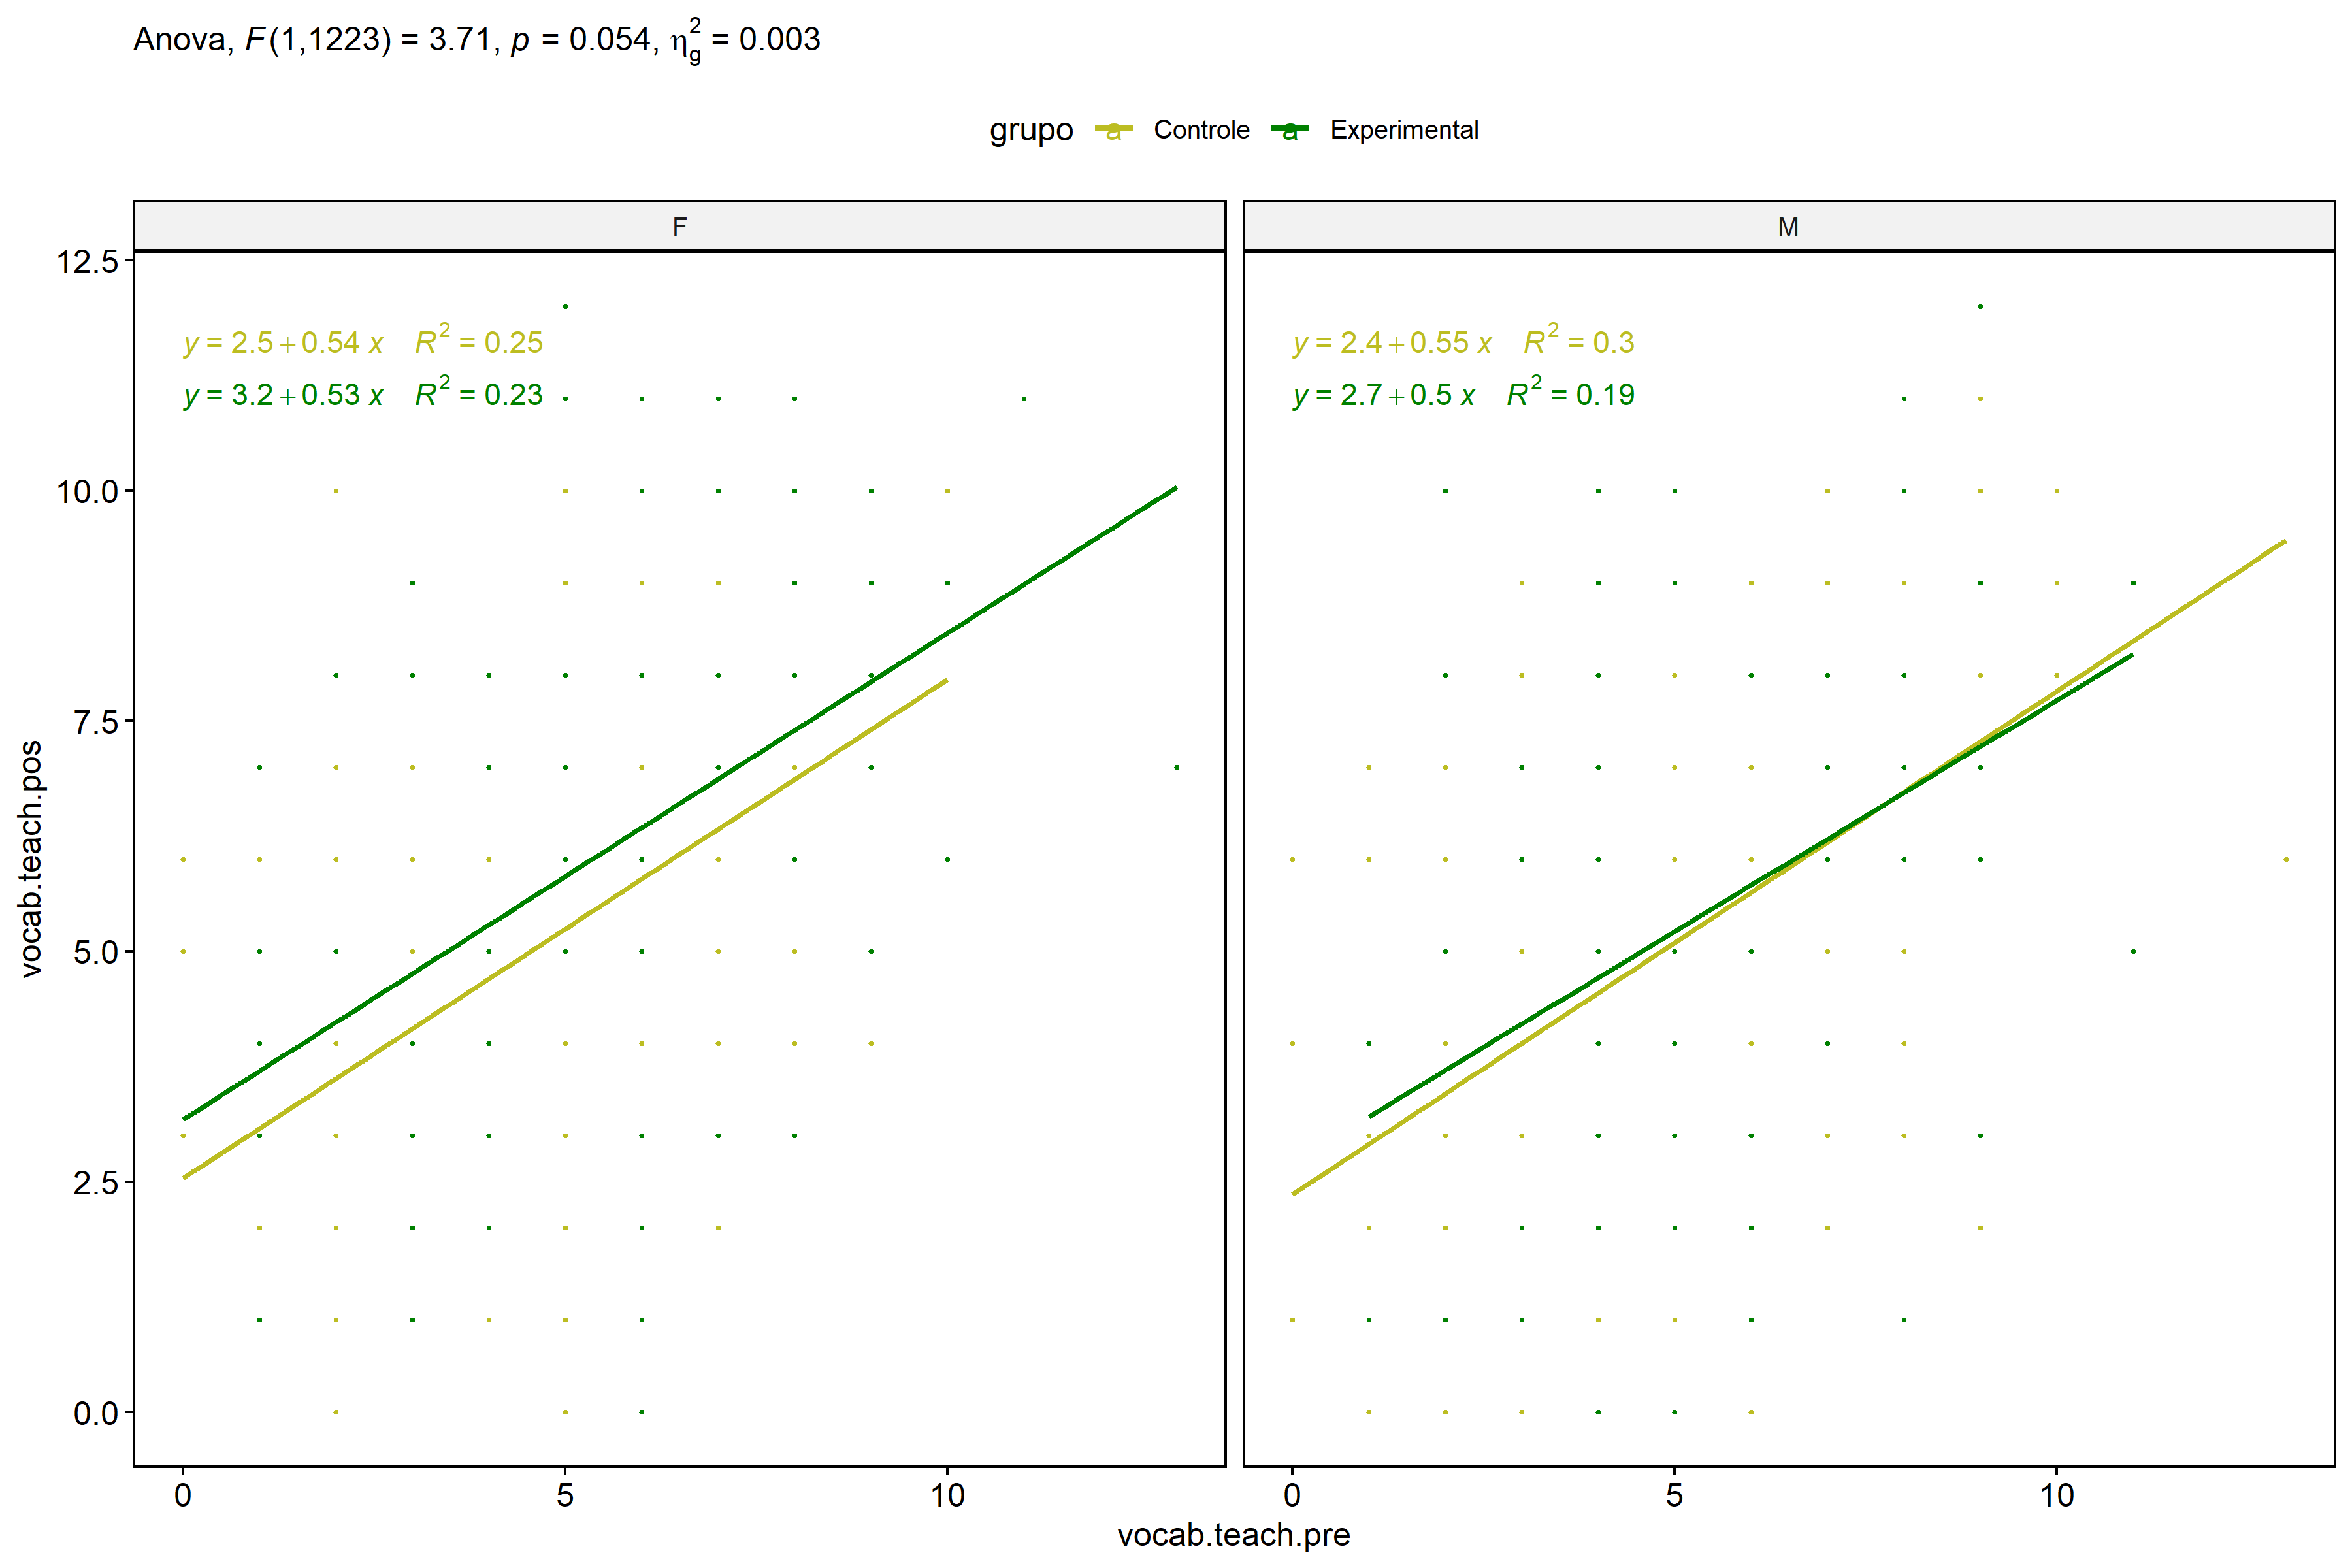 Anova, F(1,1223) = 3.71, p = 0.054, η²g = 0.003
grupo a Controle a Experimental
F
M
12.5
10.0
7.5
5.0
2.5
0.0
vocab.teach.pos
y = 2.5 + 0.54 x R² = 0.25
y = 3.2 + 0.53 x R² = 0.23
y = 2.4 + 0.55 x R² = 0.3
y = 2.7 + 0.5 x R² = 0.19
0 5 10
0 5 10
vocab.teach.pre